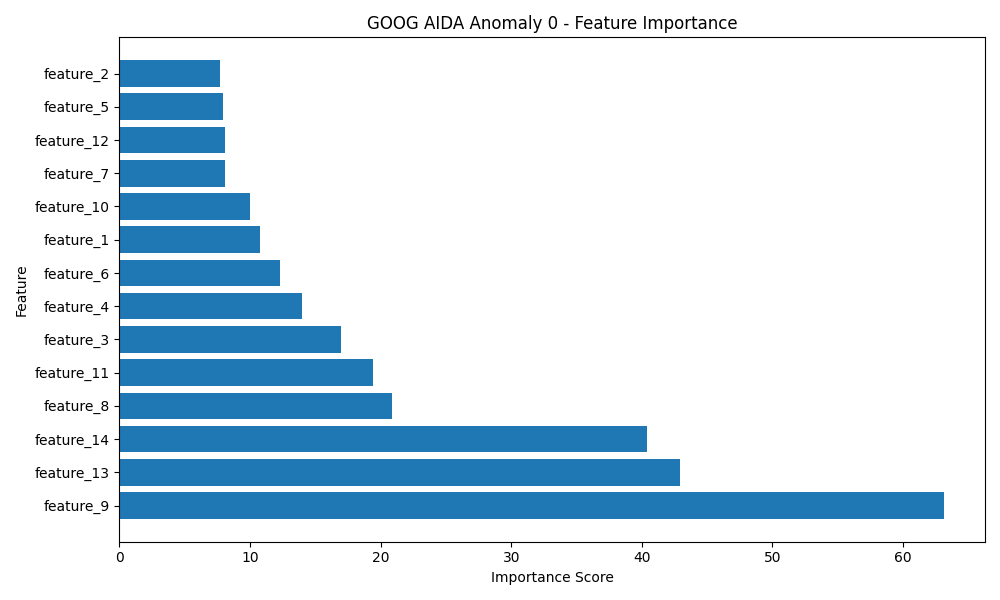 GOOG AIDA Anomaly 0 - Feature Importance
feature_2
feature_5
feature_12
feature_7
feature_10
feature_1
feature_6
feature_4
feature_3
feature_11
feature_8
feature_14
feature_13
feature_9
Feature
0 10 20 30 40 50 60
Importance Score